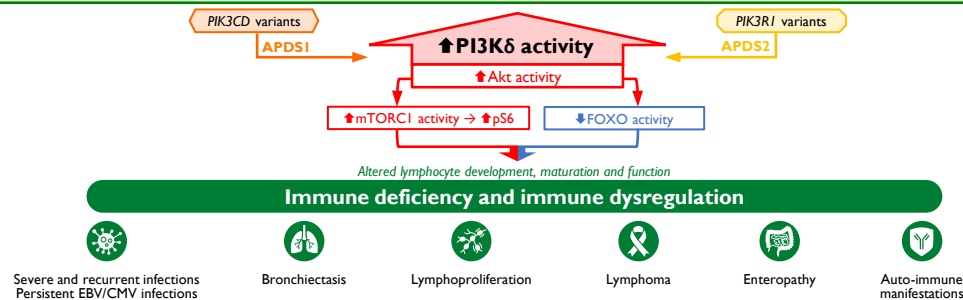 PIK3CD variants
PIK3R1 variants
APDS1
⬆PI3Kδ activity
APDS2
⬆Akt activity
⬆mTORC1 activity → ⬆pS6
⬇FOXO activity
Altered lymphocyte development, maturation and function
Immune deficiency and immune dysregulation
Severe and recurrent infections
Persistent EBV/CMV infections
Bronchiectasis
Lymphoproliferation
Lymphoma
Enteropathy
Auto-immune
manifestations